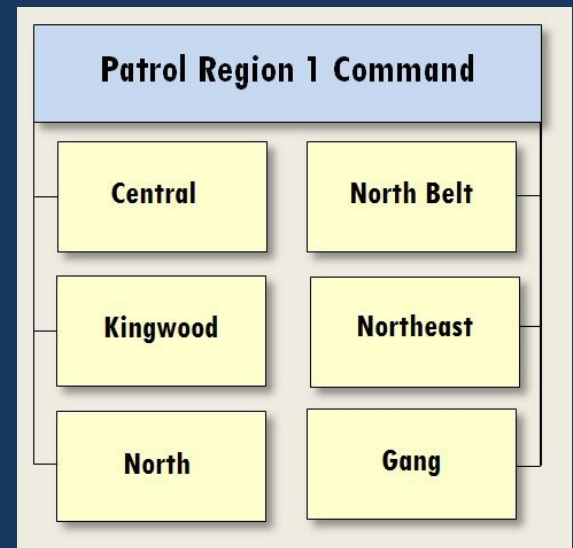 Patrol Region 1 Command
Central
North Belt
Kingwood
Northeast
North
Gang